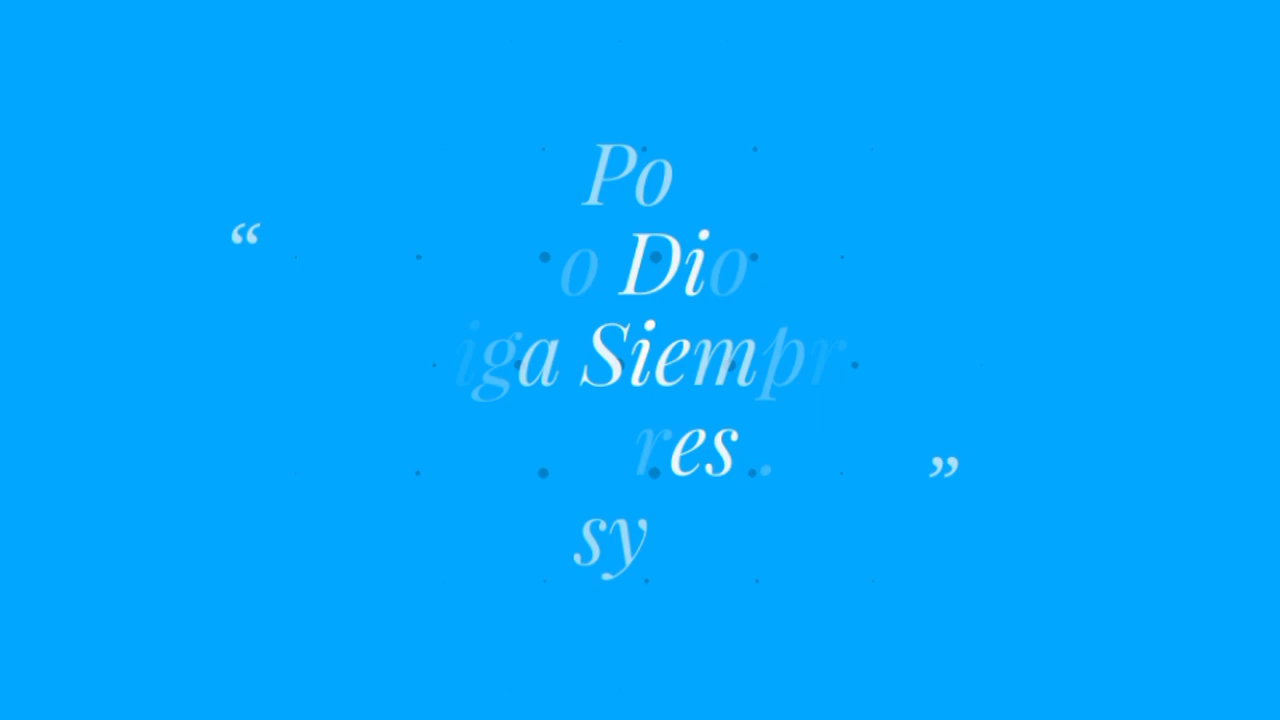 “
Po
o Dio
iga Siempr
res .
”
sy